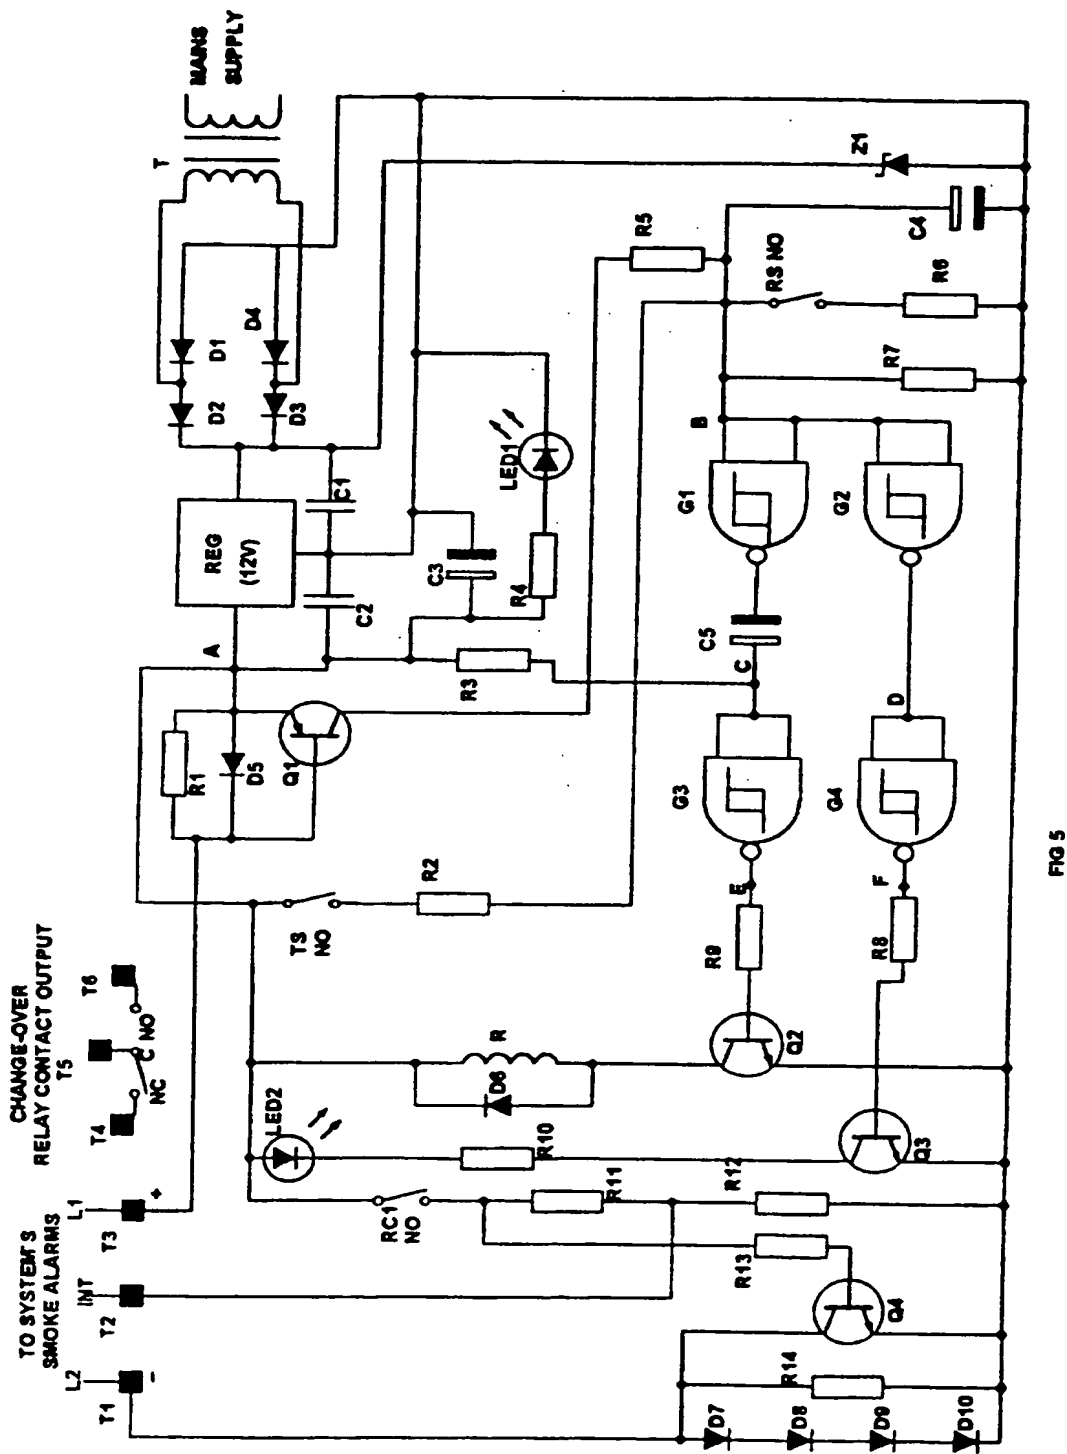 TO SYSTEM'S
SMOKE ALARMS
CHANGE-OVER
RELAY CONTACT OUTPUT
L2
INT
L1
T1
T2
T3
T4
T5
T6
-
+
NC
C
NO
MAINS
SUPPLY
T
D1
D2
D3
D4
REG
(12V)
A
R1
D5
Q1
C1
C2
C3
R3
R4
LED1
TS
NO
R2
R5
LED2
D6
R
RC1
NO
R10
R11
R12
R13
R14
Q4
Q3
Q2
R9
R8
E
F
G3
G4
C
D
C5
G1
G2
B
R7
RS NO
R6
C4
Z1
D7
D8
D9
D10
FIG 5